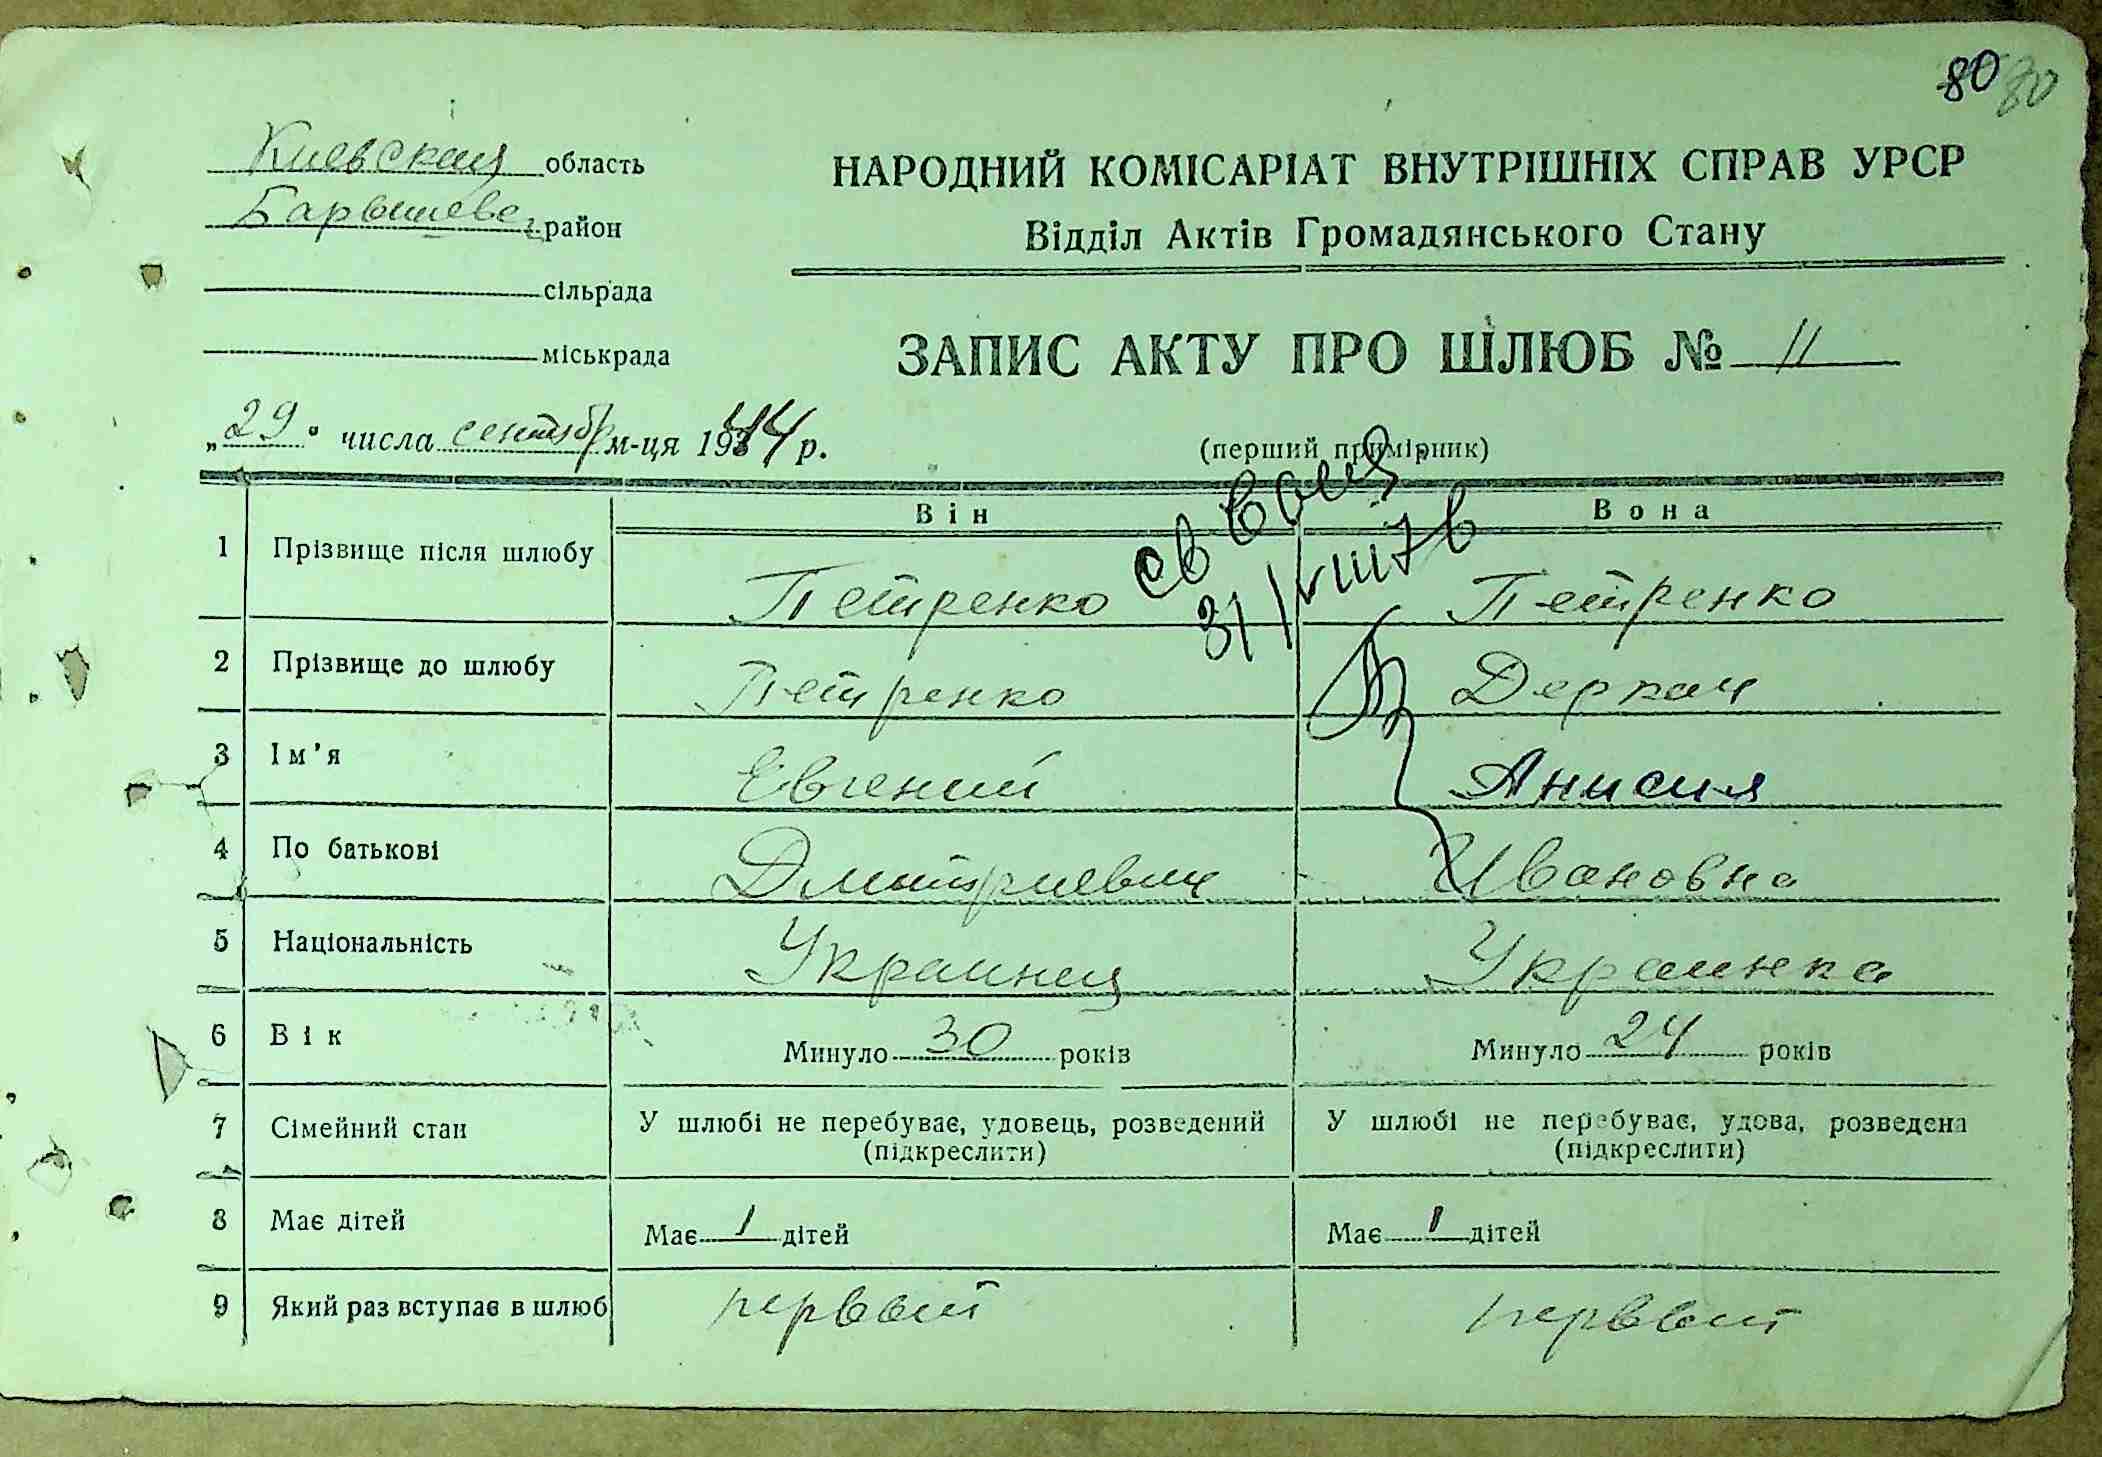 80 80
Киевская область
Барышевс. район
сільрада
міськрада
НАРОДНИЙ КОМІСАРІАТ ВНУТРІШНІХ СПРАВ УРСР
Відділ Актів Громадянського Стану
ЗАПИС АКТУ ПРО ШЛЮБ № 11
„29" числа сентябр м-ця 1944 р.
(перший примірник)
Він Вона
31/VIII 76
1 Прізвище після шлюбу Петренко Петренко
2 Прізвище до шлюбу Петренко Деркач
3 Ім'я Евгений Анисия
4 По батькові Дмитриевич Ивановна
5 Національність Украинец Украинка
6 Вік Минуло 30 років Минуло 24 років
7 Сімейний стан У шлюбі не перебуває, удовець, розведений (підкреслити) У шлюбі не перебуває, удова, розведена (підкреслити)
8 Має дітей Має 1 дітей Має 1 дітей
9 Який раз вступає в шлюб первый первый